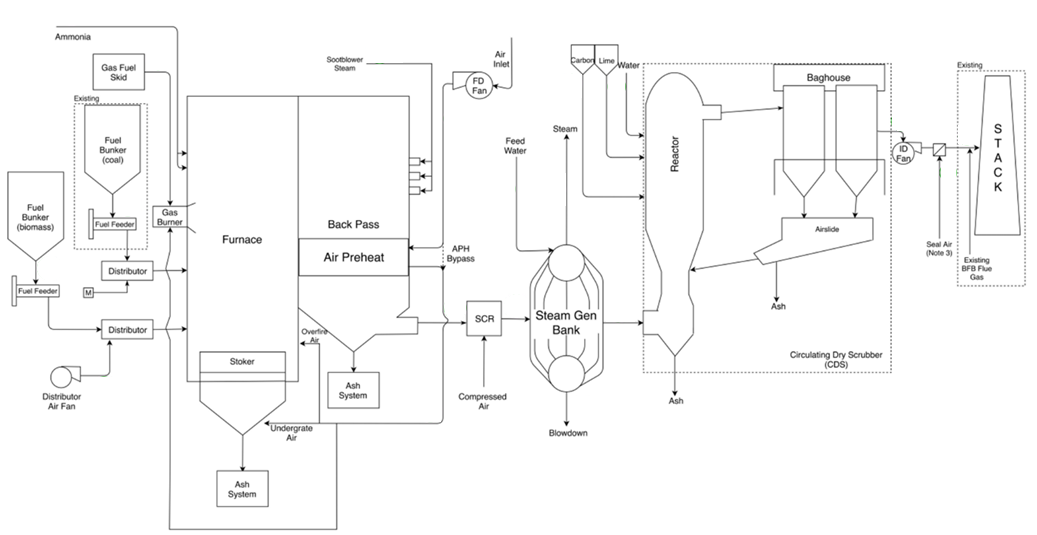 Ammonia
Gas Fuel
Skid
Existing
Fuel
Bunker
(coal)
Fuel Feeder
Fuel
Bunker
(biomass)
Fuel Feeder
Gas
Burner
Distributor
M
Distributor
Distributor
Air Fan
Furnace
Stoker
Ash
System
Undergrate
Air
Overfire
Air
Back Pass
Air Preheat
Ash
System
Sootblower
Steam
FD
Fan
Air
Inlet
APH
Bypass
SCR
Compressed
Air
Feed
Water
Steam
Steam Gen
Bank
Blowdown
Carbon
Lime
Water
Reactor
Ash
Baghouse
Airslide
Ash
Circulating Dry Scrubber
(CDS)
ID
Fan
Seal Air
(Note 3)
Existing
S
T
A
C
K
Existing
BFB Flue
Gas